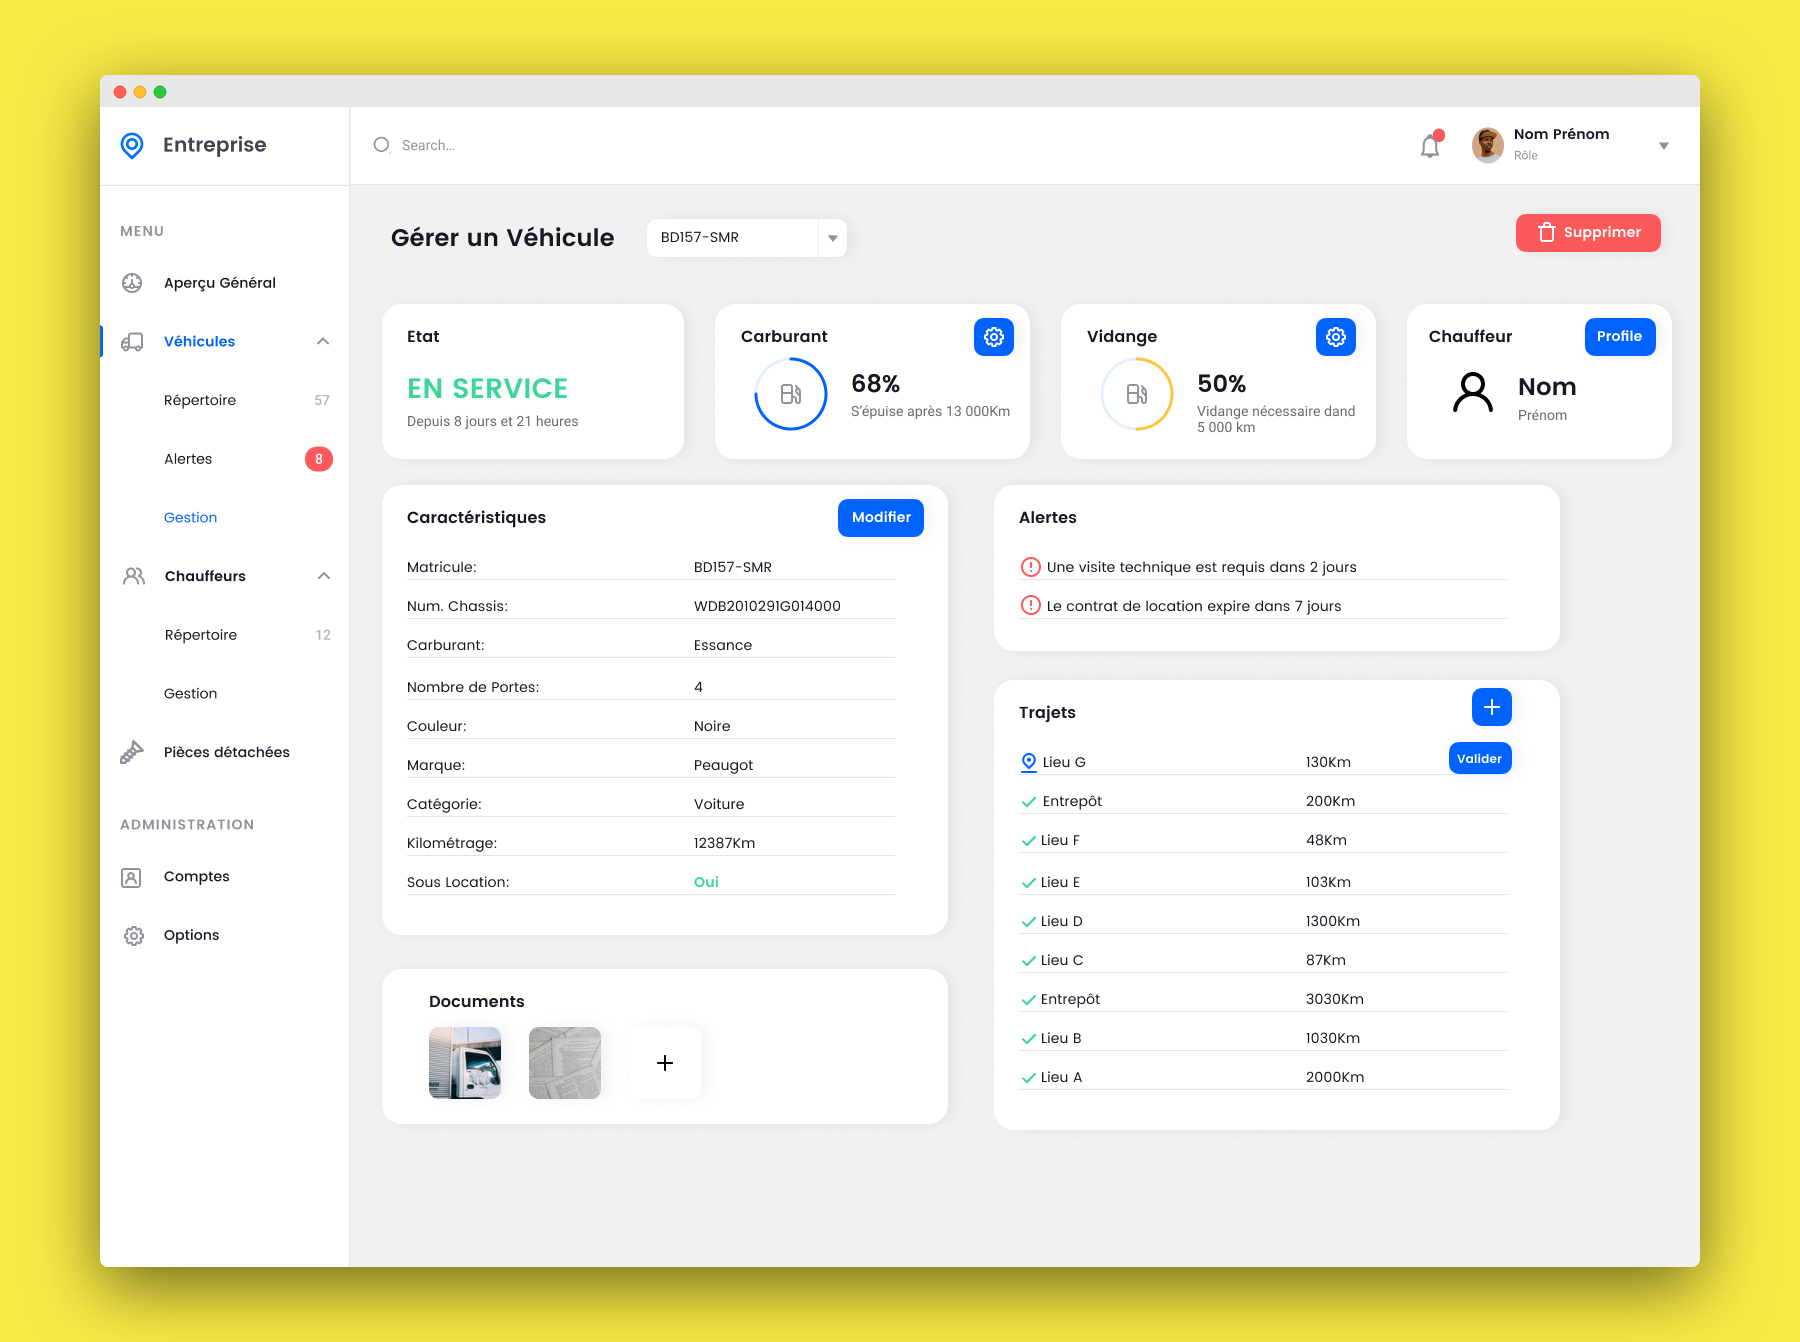 Entreprise
Search...
Nom Prénom
Rôle
MENU
Aperçu Général
Véhicules
Répertoire 57
Alertes 8
Gestion
Chauffeurs
Répertoire 12
Gestion
Pièces détachées
ADMINISTRATION
Comptes
Options
Gérer un Véhicule
BD157-SMR
Supprimer
Etat
EN SERVICE
Depuis 8 jours et 21 heures
Carburant
68%
S'épuise après 13 000Km
Vidange
50%
Vidange nécessaire dand
5 000 km
Chauffeur
Profile
Nom
Prénom
Caractéristiques
Modifier
Matricule: BD157-SMR
Num. Chassis: WDB2010291G014000
Carburant: Essance
Nombre de Portes: 4
Couleur: Noire
Marque: Peaugot
Catégorie: Voiture
Kilométrage: 12387Km
Sous Location: Oui
Documents
Alertes
Une visite technique est requis dans 2 jours
Le contrat de location expire dans 7 jours
Trajets
Lieu G 130Km Valider
Entrepôt 200Km
Lieu F 48Km
Lieu E 103Km
Lieu D 1300Km
Lieu C 87Km
Entrepôt 3030Km
Lieu B 1030Km
Lieu A 2000Km